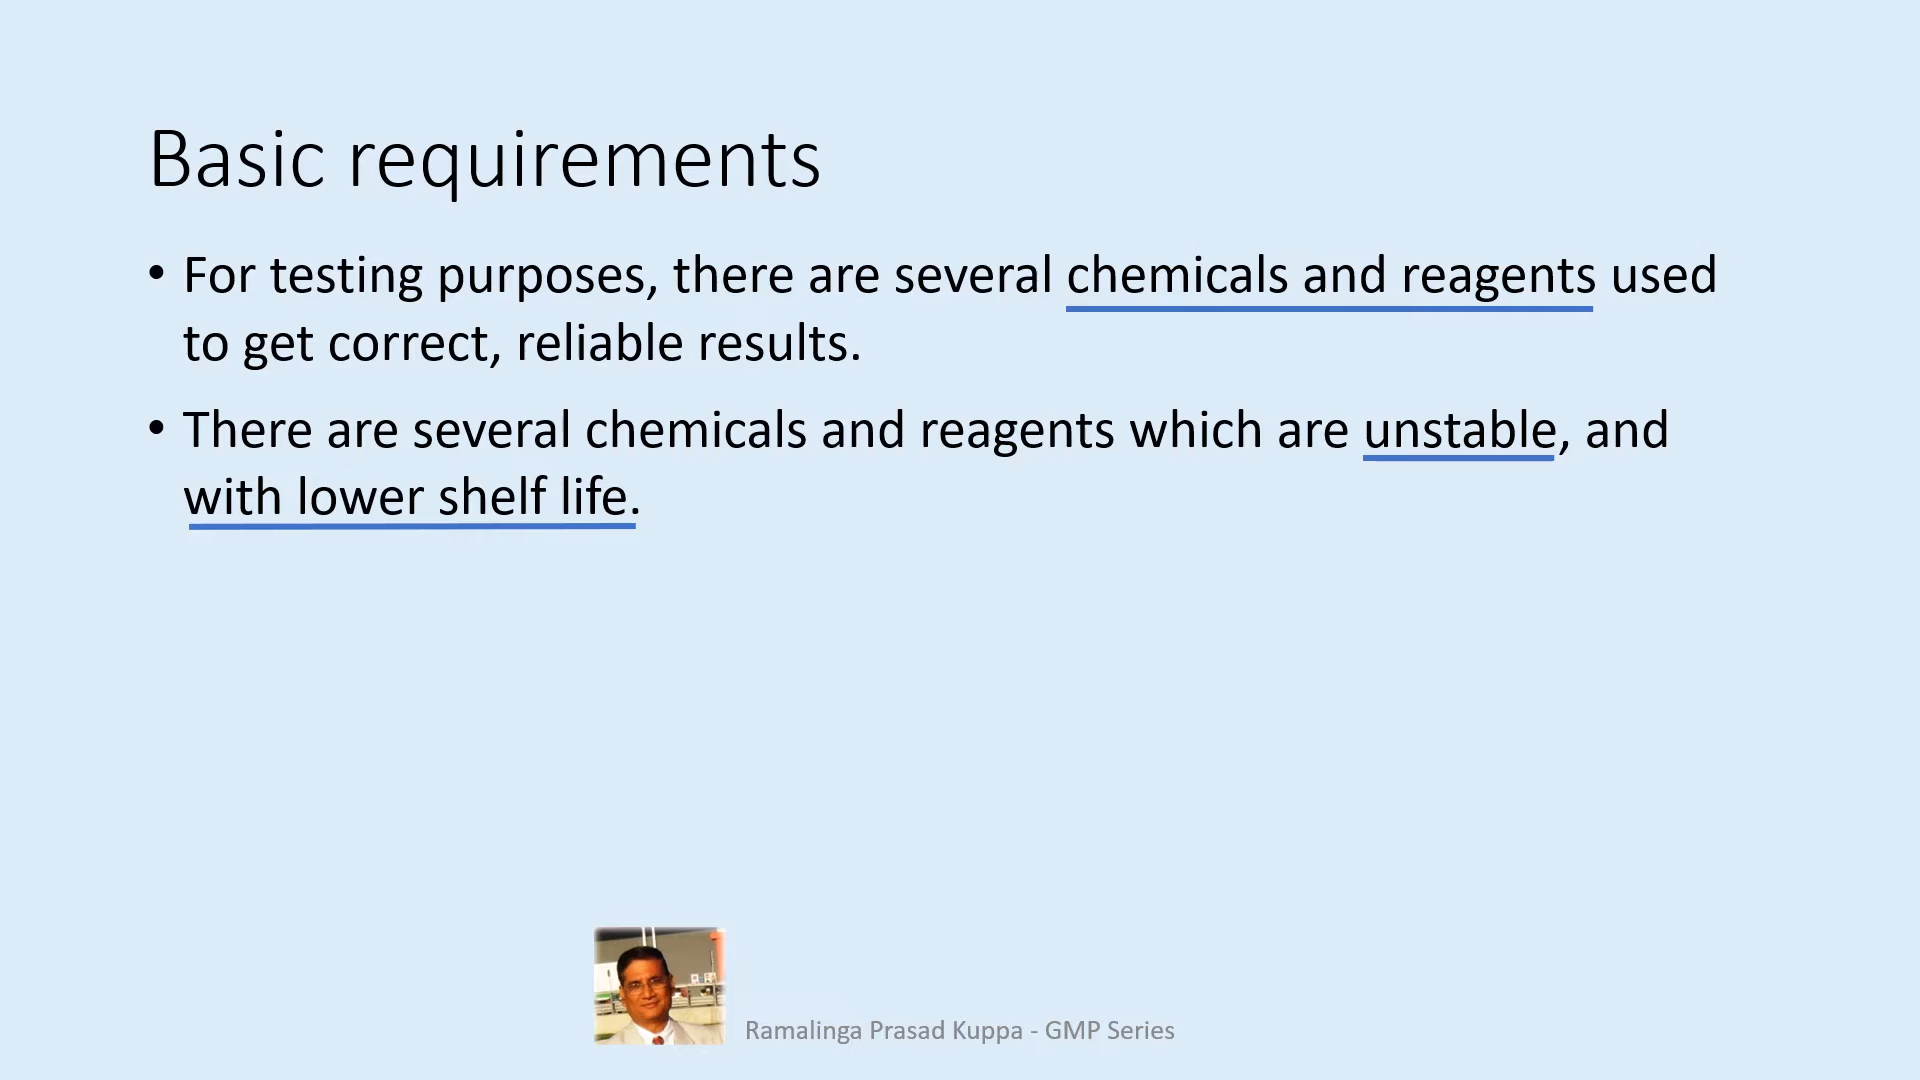 Basic requirements
• For testing purposes, there are several chemicals and reagents used
to get correct, reliable results.
• There are several chemicals and reagents which are unstable, and
with lower shelf life.
Ramalinga Prasad Kuppa - GMP Series